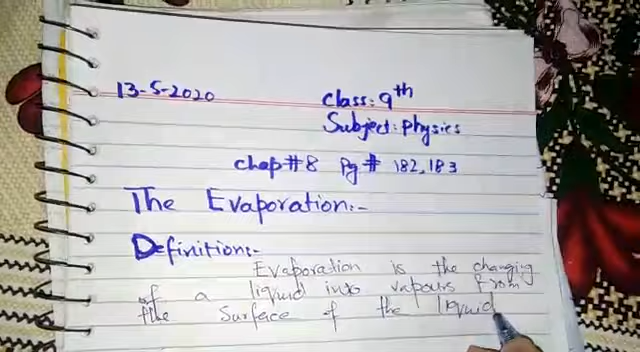 13-5-2020
Class: 9th
Subject: Physics
Chap#8 Pg# 182,183
The Evaporation:-
Definition:-
Evaporation is the changing
of a liquid into vapours from
the surface of the liquid